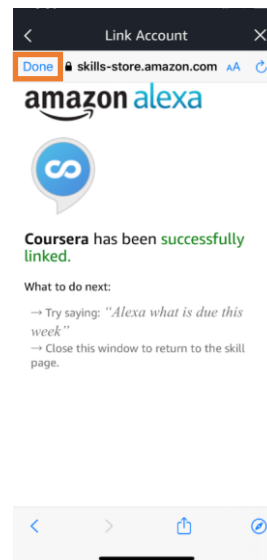 Link Account
Done skills-store.amazon.com AA
amazon alexa
Coursera has been successfully
linked.
What to do next:
→ Try saying: “Alexa what is due this
week”
→ Close this window to return to the skill
page.